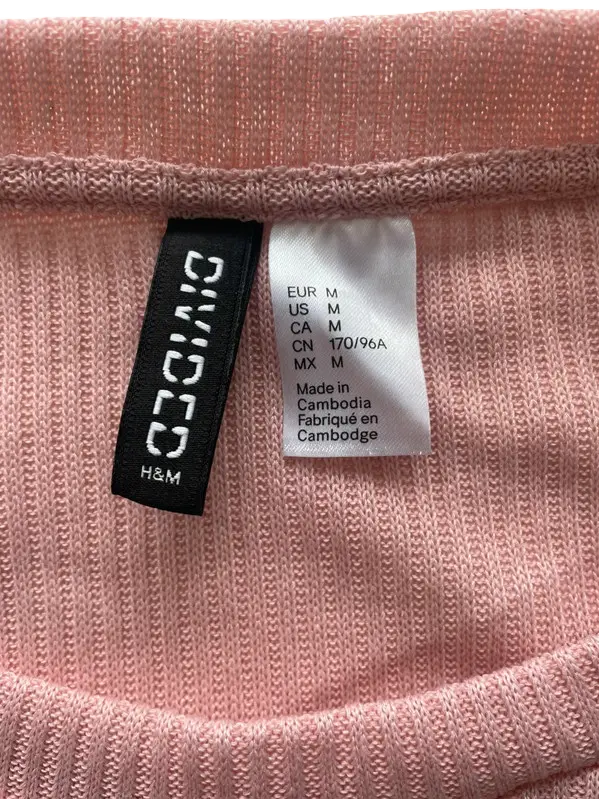 DIVIDED
H&M
EUR M
US M
CA M
CN 170/96A
MX M
Made in
Cambodia
Fabriqué en
Cambodge